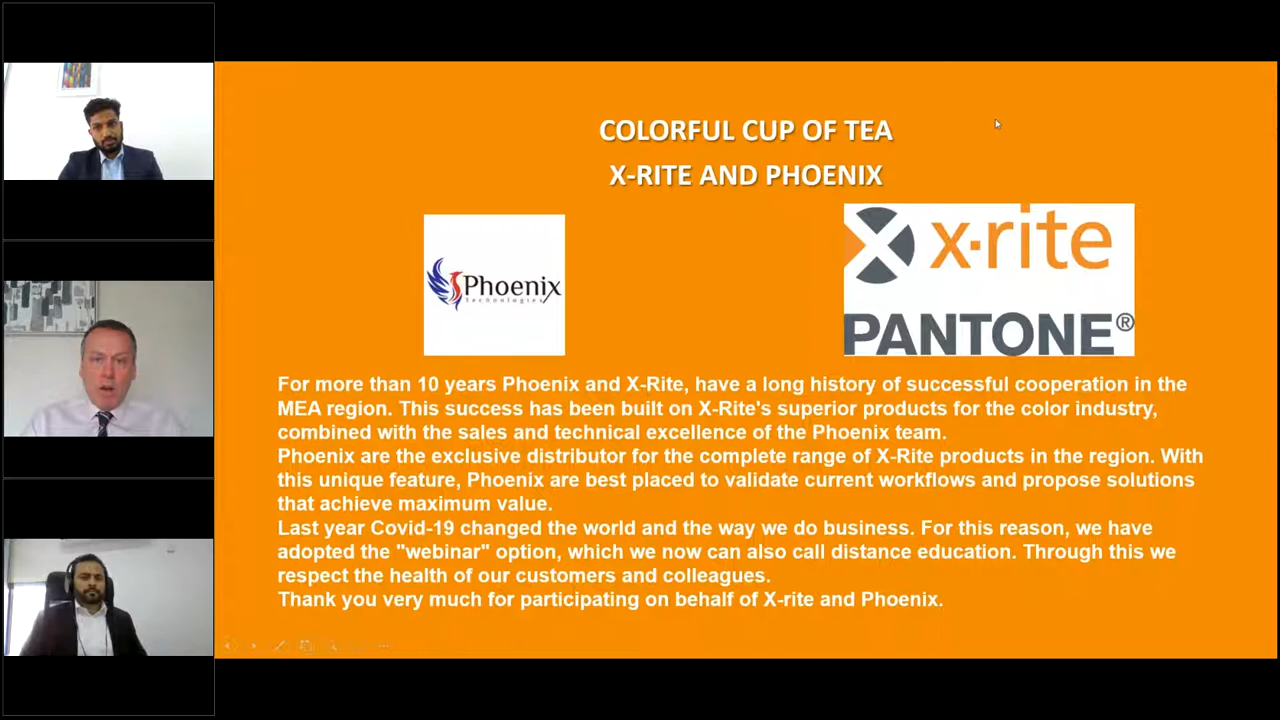 COLORFUL CUP OF TEA
X-RITE AND PHOENIX
Phoenix
Technologies
x·rite
PANTONE®
For more than 10 years Phoenix and X-Rite, have a long history of successful cooperation in the
MEA region. This success has been built on X-Rite's superior products for the color industry,
combined with the sales and technical excellence of the Phoenix team.
Phoenix are the exclusive distributor for the complete range of X-Rite products in the region. With
this unique feature, Phoenix are best placed to validate current workflows and propose solutions
that achieve maximum value.
Last year Covid-19 changed the world and the way we do business. For this reason, we have
adopted the "webinar" option, which we now can also call distance education. Through this we
respect the health of our customers and colleagues.
Thank you very much for participating on behalf of X-rite and Phoenix.